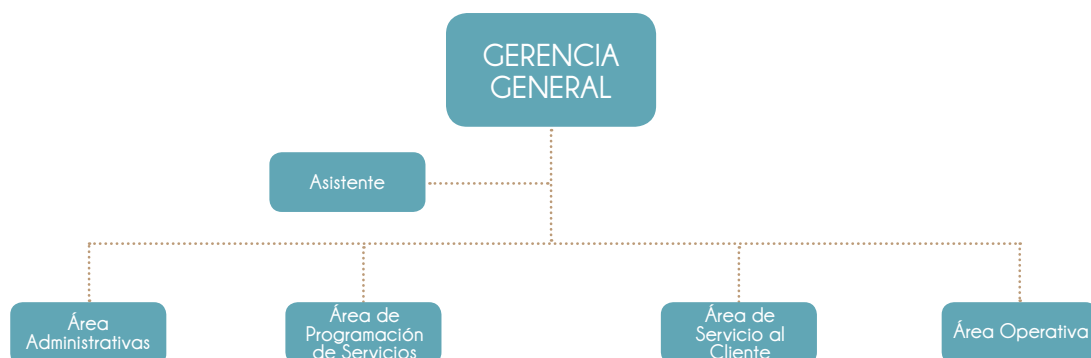 GERENCIA
GENERAL
Asistente
Área
Administrativas
Área de
Programación
de Servicios
Área de
Servicio al
Cliente
Área Operativa